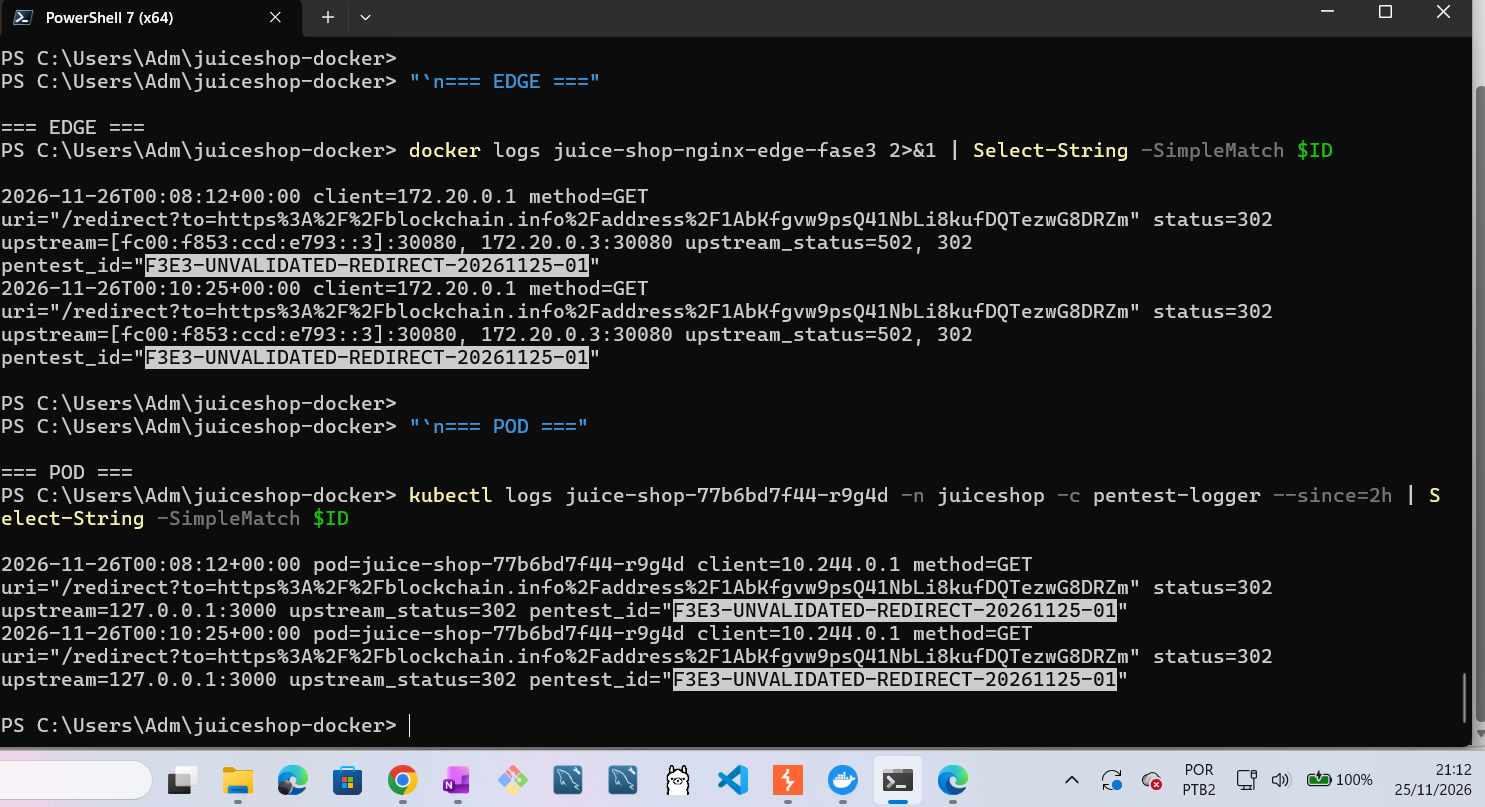 PowerShell 7 (x64)
PS C:\Users\Adm\juiceshop-docker>
PS C:\Users\Adm\juiceshop-docker> "`n=== EDGE ==="
=== EDGE ===
PS C:\Users\Adm\juiceshop-docker> docker logs juice-shop-nginx-edge-fase3 2>&1 | Select-String -SimpleMatch $ID
2026-11-26T00:08:12+00:00 client=172.20.0.1 method=GET
uri="/redirect?to=https%3A%2F%2Fblockchain.info%2Faddress%2F1AbKfgvw9psQ41NbLi8kufDQTezwG8DRZm" status=302
upstream=[fc00:f853:ccd:e793::3]:30080, 172.20.0.3:30080 upstream_status=502, 302
pentest_id="F3E3-UNVALIDATED-REDIRECT-20261125-01"
2026-11-26T00:10:25+00:00 client=172.20.0.1 method=GET
uri="/redirect?to=https%3A%2F%2Fblockchain.info%2Faddress%2F1AbKfgvw9psQ41NbLi8kufDQTezwG8DRZm" status=302
upstream=[fc00:f853:ccd:e793::3]:30080, 172.20.0.3:30080 upstream_status=502, 302
pentest_id="F3E3-UNVALIDATED-REDIRECT-20261125-01"
PS C:\Users\Adm\juiceshop-docker>
PS C:\Users\Adm\juiceshop-docker> "`n=== POD ==="
=== POD ===
PS C:\Users\Adm\juiceshop-docker> kubectl logs juice-shop-77b6bd7f44-r9g4d -n juiceshop -c pentest-logger --since=2h | S
elect-String -SimpleMatch $ID
2026-11-26T00:08:12+00:00 pod=juice-shop-77b6bd7f44-r9g4d client=10.244.0.1 method=GET
uri="/redirect?to=https%3A%2F%2Fblockchain.info%2Faddress%2F1AbKfgvw9psQ41NbLi8kufDQTezwG8DRZm" status=302
upstream=127.0.0.1:3000 upstream_status=302 pentest_id="F3E3-UNVALIDATED-REDIRECT-20261125-01"
2026-11-26T00:10:25+00:00 pod=juice-shop-77b6bd7f44-r9g4d client=10.244.0.1 method=GET
uri="/redirect?to=https%3A%2F%2Fblockchain.info%2Faddress%2F1AbKfgvw9psQ41NbLi8kufDQTezwG8DRZm" status=302
upstream=127.0.0.1:3000 upstream_status=302 pentest_id="F3E3-UNVALIDATED-REDIRECT-20261125-01"
PS C:\Users\Adm\juiceshop-docker>
N
POR
PTB2
100%
21:12
25/11/2026